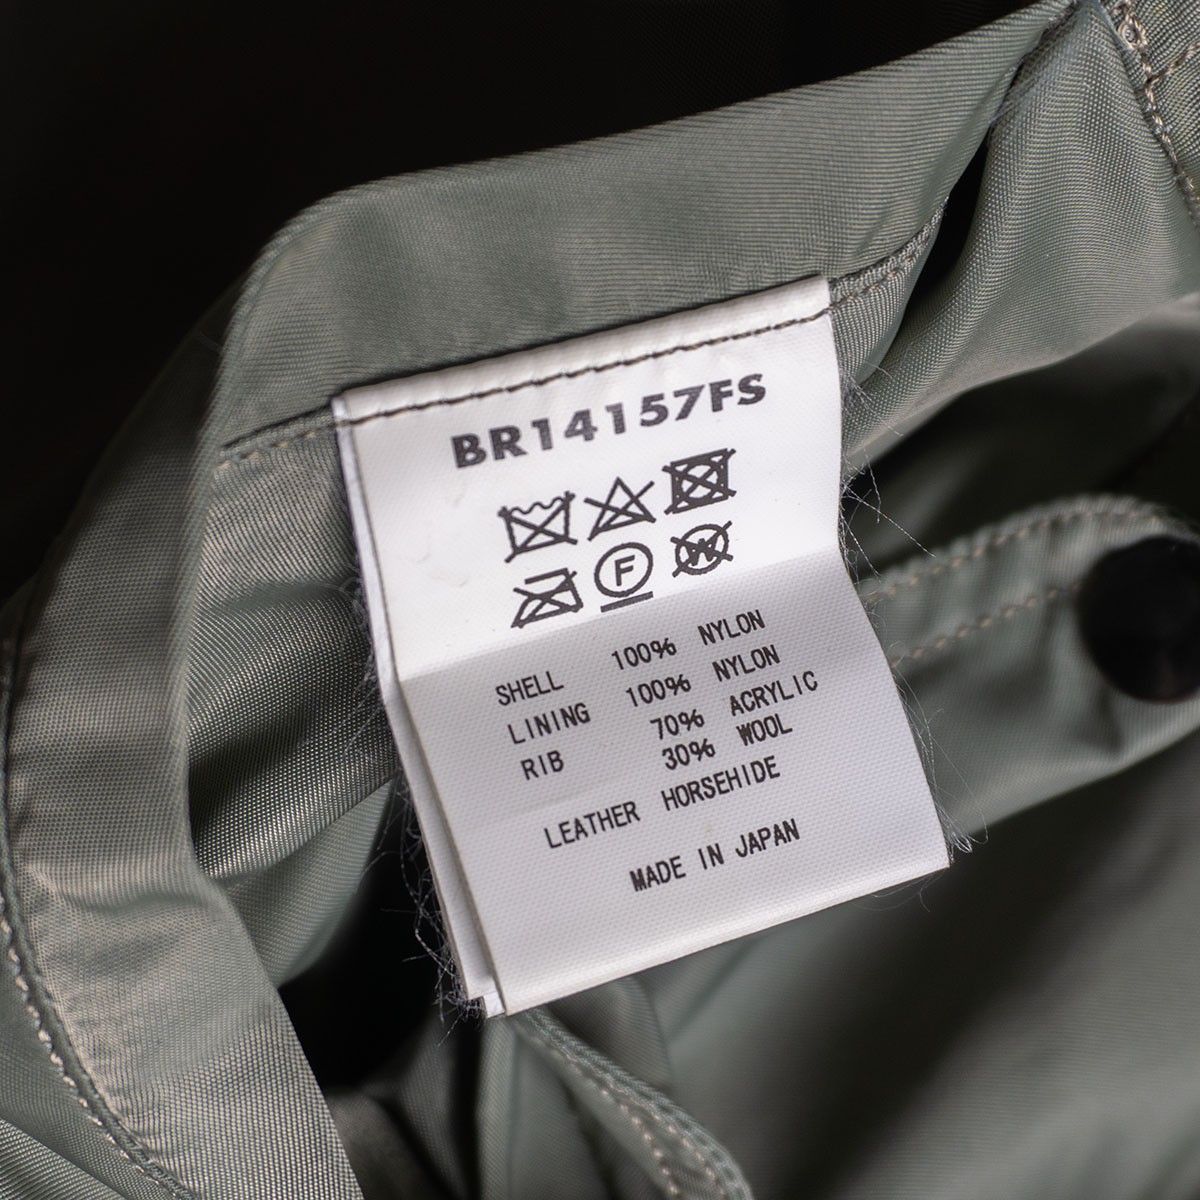 BR14157FS
F
W
SHELL 100% NYLON
LINING 100% NYLON
RIB 70% ACRYLIC
30% WOOL
LEATHER HORSEHIDE
MADE IN JAPAN